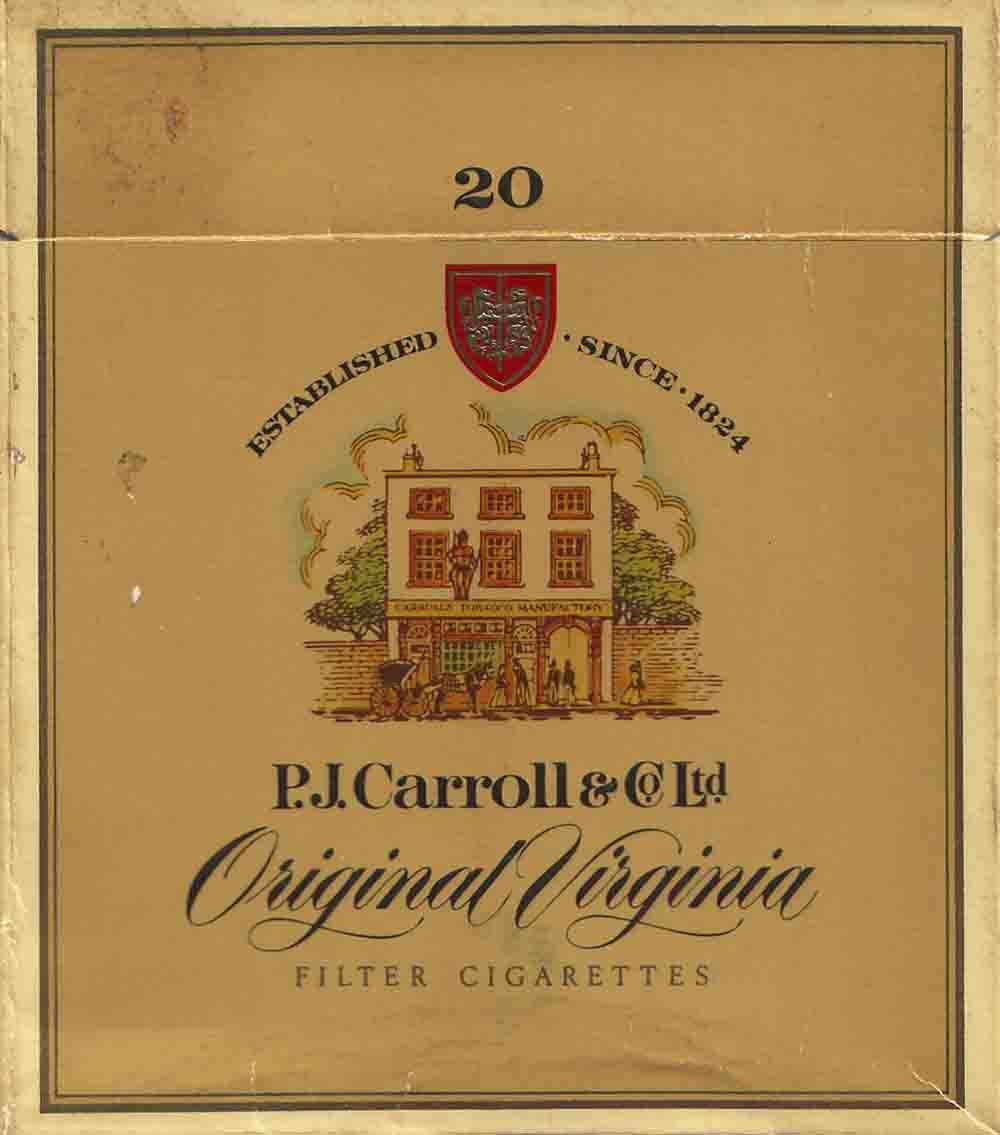 20
ESTABLISHED · SINCE · 1824
CARROLLS TOBACCO MANUFACTORY
P.J. Carroll & Co Ltd
Original Virginia
FILTER CIGARETTES